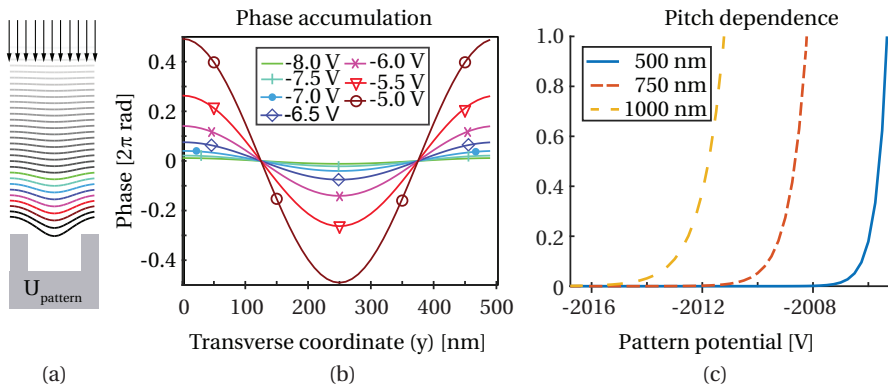 Phase accumulation
Pitch dependence
U pattern
(a)
Phase [2π rad]
0.4
0.2
0
-0.2
-0.4
-8.0 V
-7.5 V
-7.0 V
-6.5 V
-6.0 V
-5.5 V
-5.0 V
0 100 200 300 400 500
Transverse coordinate (y) [nm]
(b)
1.0
0.8
0.6
0.4
0.2
0
500 nm
750 nm
1000 nm
-2016 -2012 -2008
Pattern potential [V]
(c)